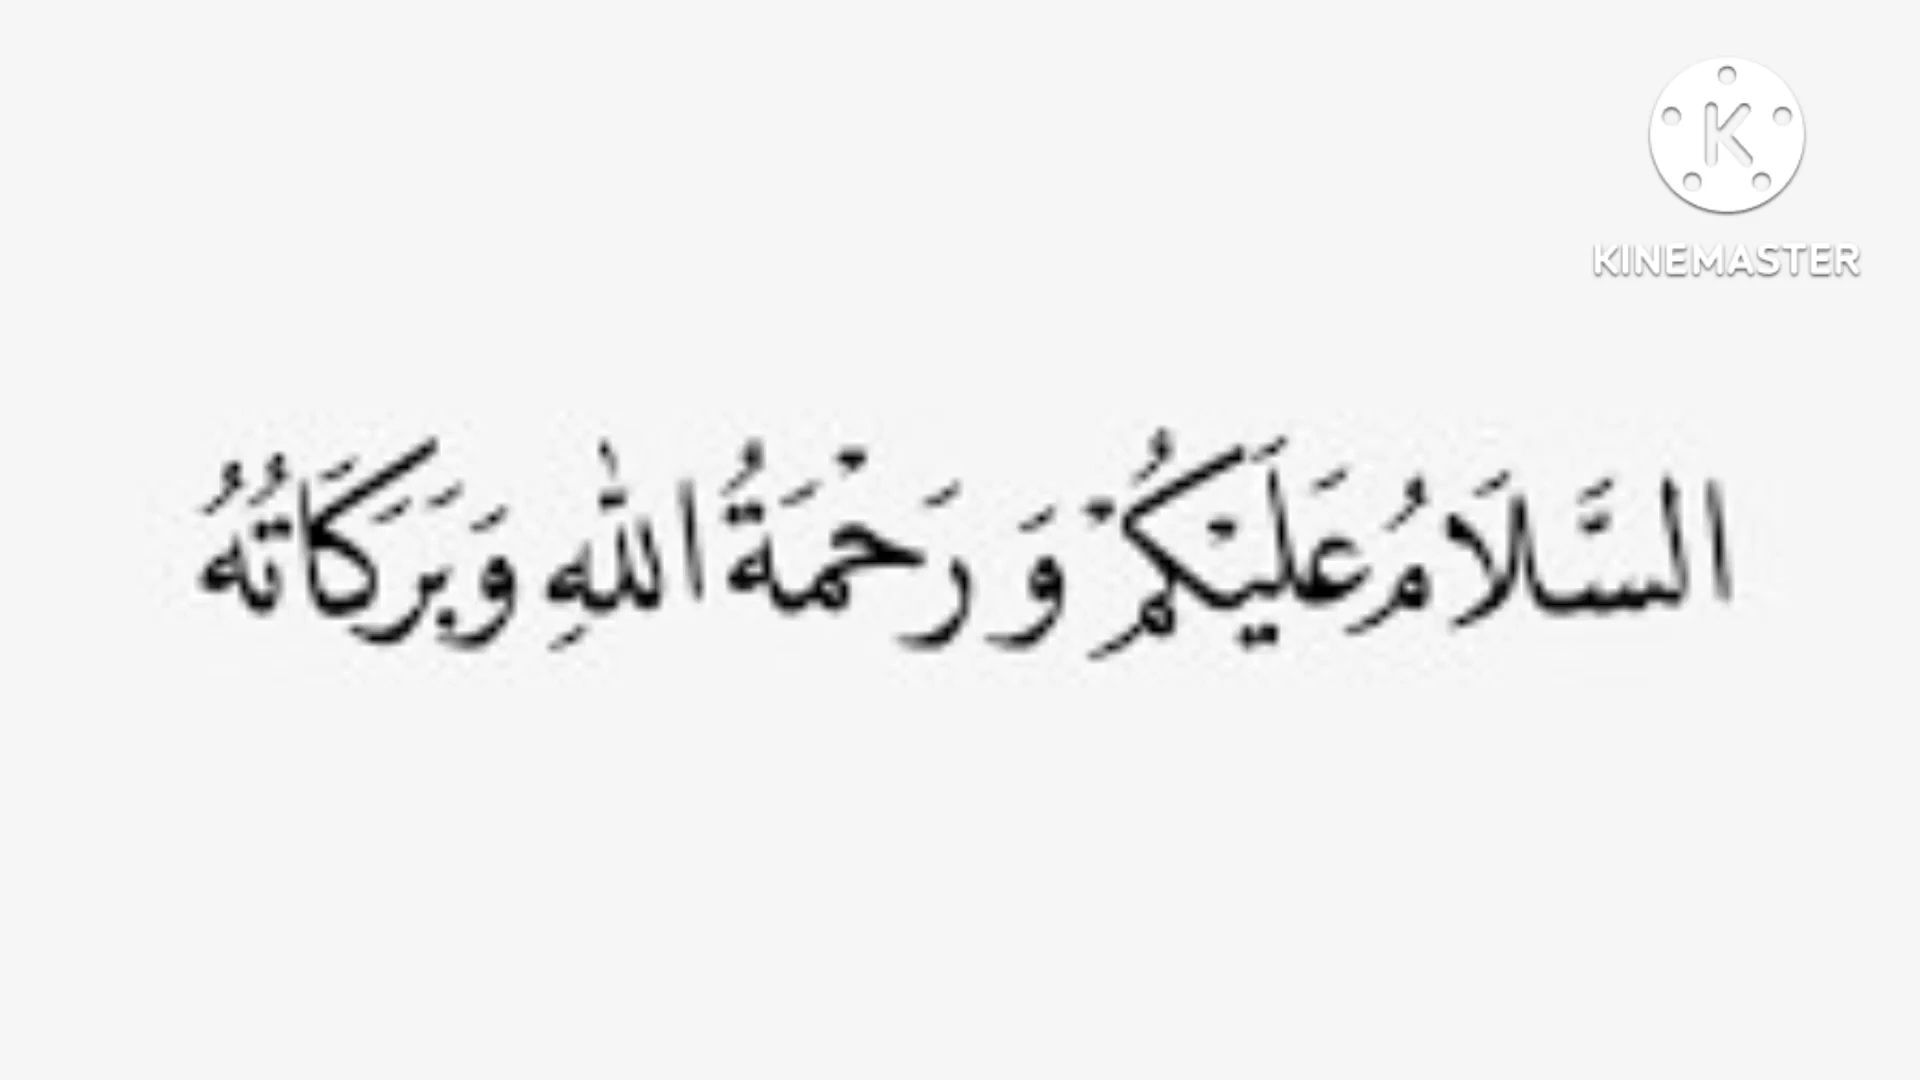 K
KINEMASTER
السَّلَامُ عَلَيْكُمْ وَ رَحْمَةُ اللهِ وَبَرَكَاتُهُ